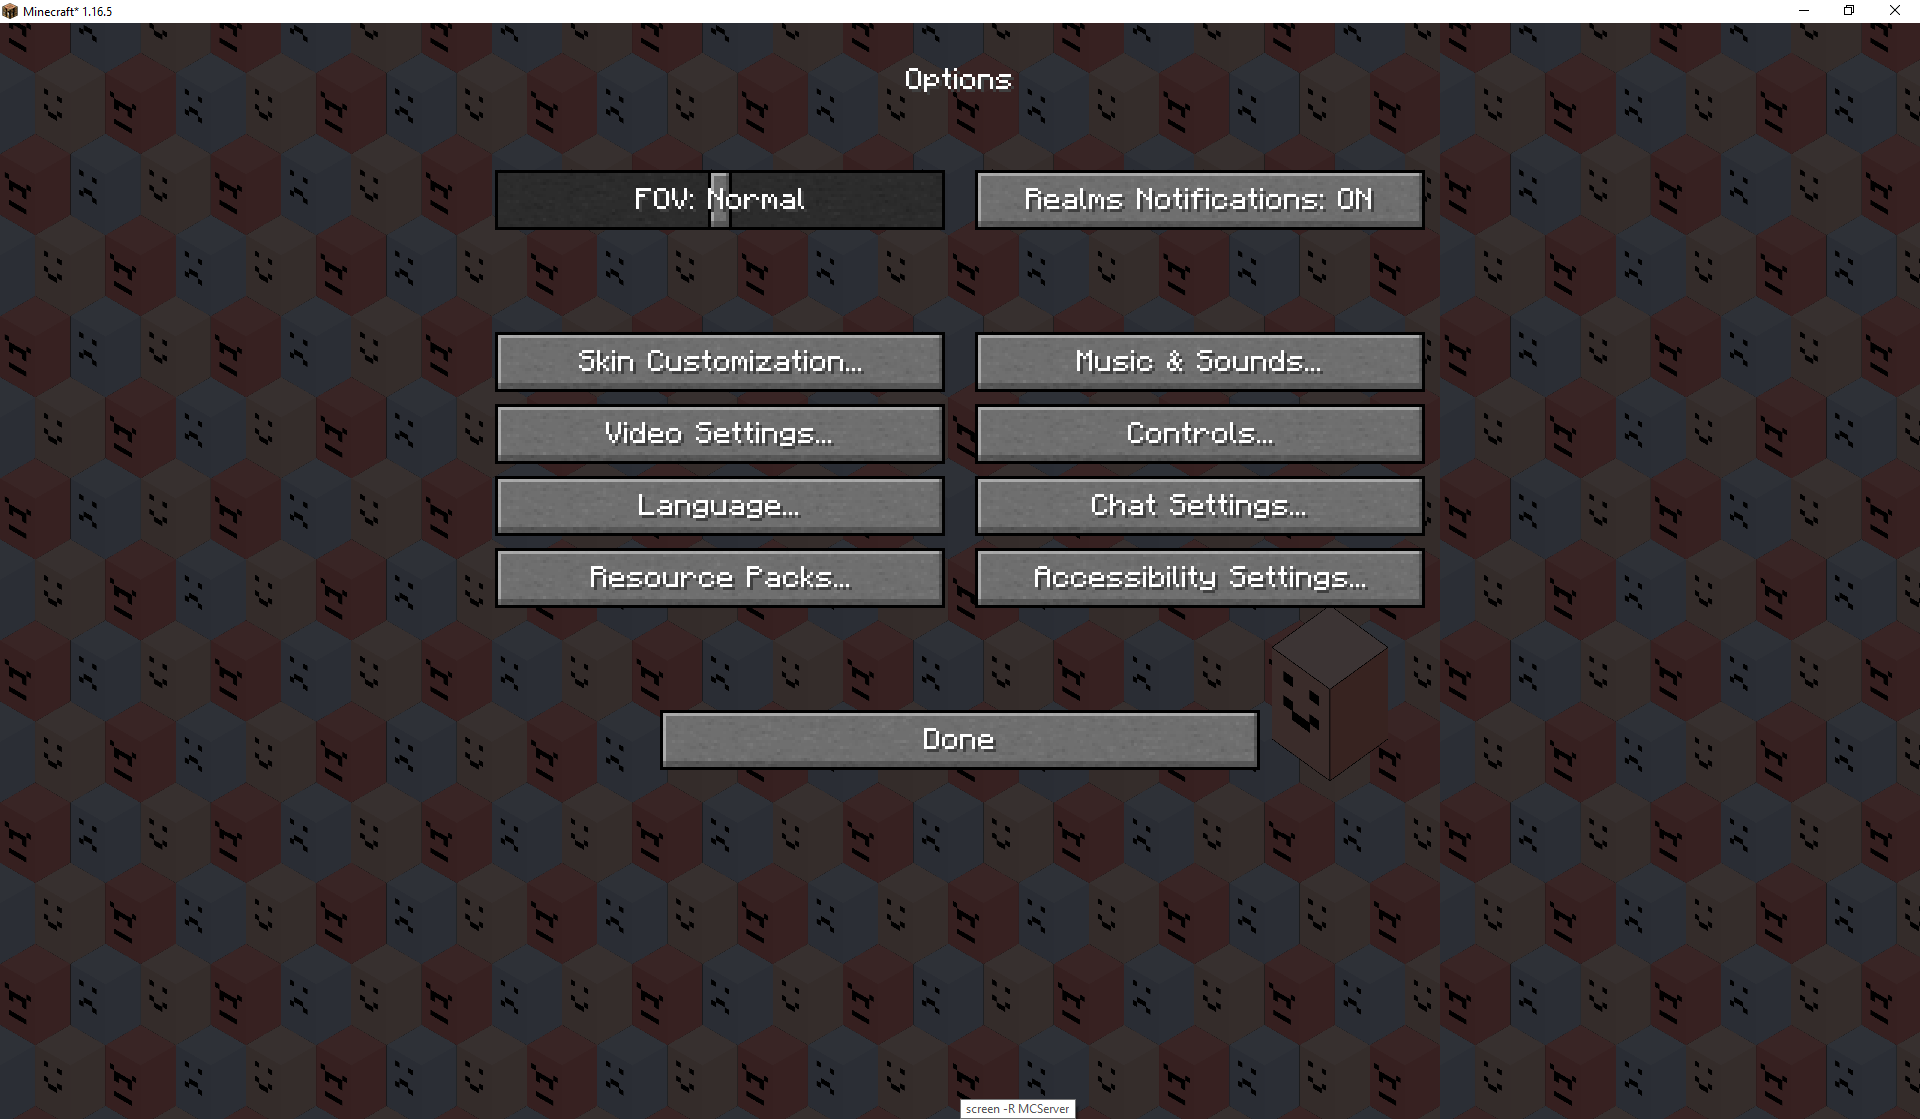 Minecraft* 1.16.5
Options
FOV: Normal
Realms Notifications: ON
Skin Customization...
Music & Sounds...
Video Settings...
Controls...
Language...
Chat Settings...
Resource Packs...
Accessibility Settings...
Done
screen -R MCServer